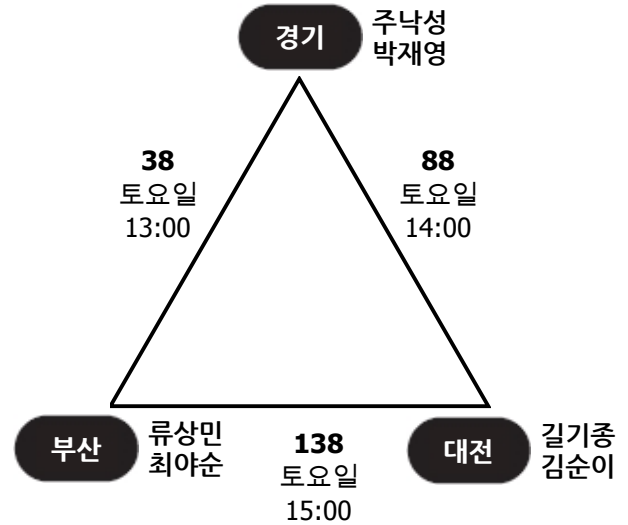 경기
주낙성
박재영
38
토요일
13:00
88
토요일
14:00
부산
류상민
최야순
138
토요일
15:00
대전
길기종
김순이